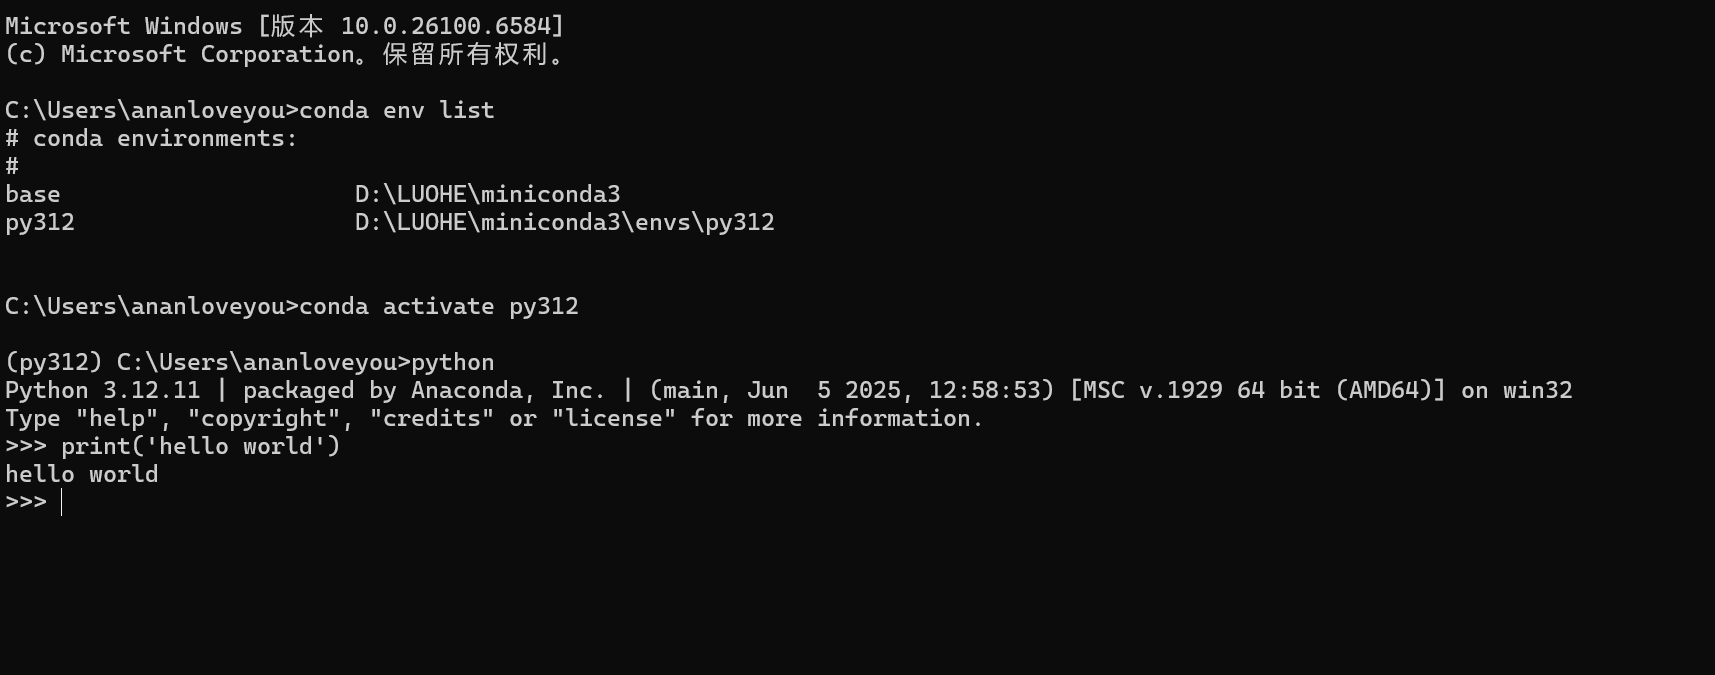 Microsoft Windows [版本 10.0.26100.6584]
(c) Microsoft Corporation。保留所有权利。
C:\Users\ananloveyou>conda env list
# conda environments:
#
base                     D:\LUOHE\miniconda3
py312                    D:\LUOHE\miniconda3\envs\py312
C:\Users\ananloveyou>conda activate py312
(py312) C:\Users\ananloveyou>python
Python 3.12.11 | packaged by Anaconda, Inc. | (main, Jun  5 2025, 12:58:53) [MSC v.1929 64 bit (AMD64)] on win32
Type "help", "copyright", "credits" or "license" for more information.
>>> print('hello world')
hello world
>>>